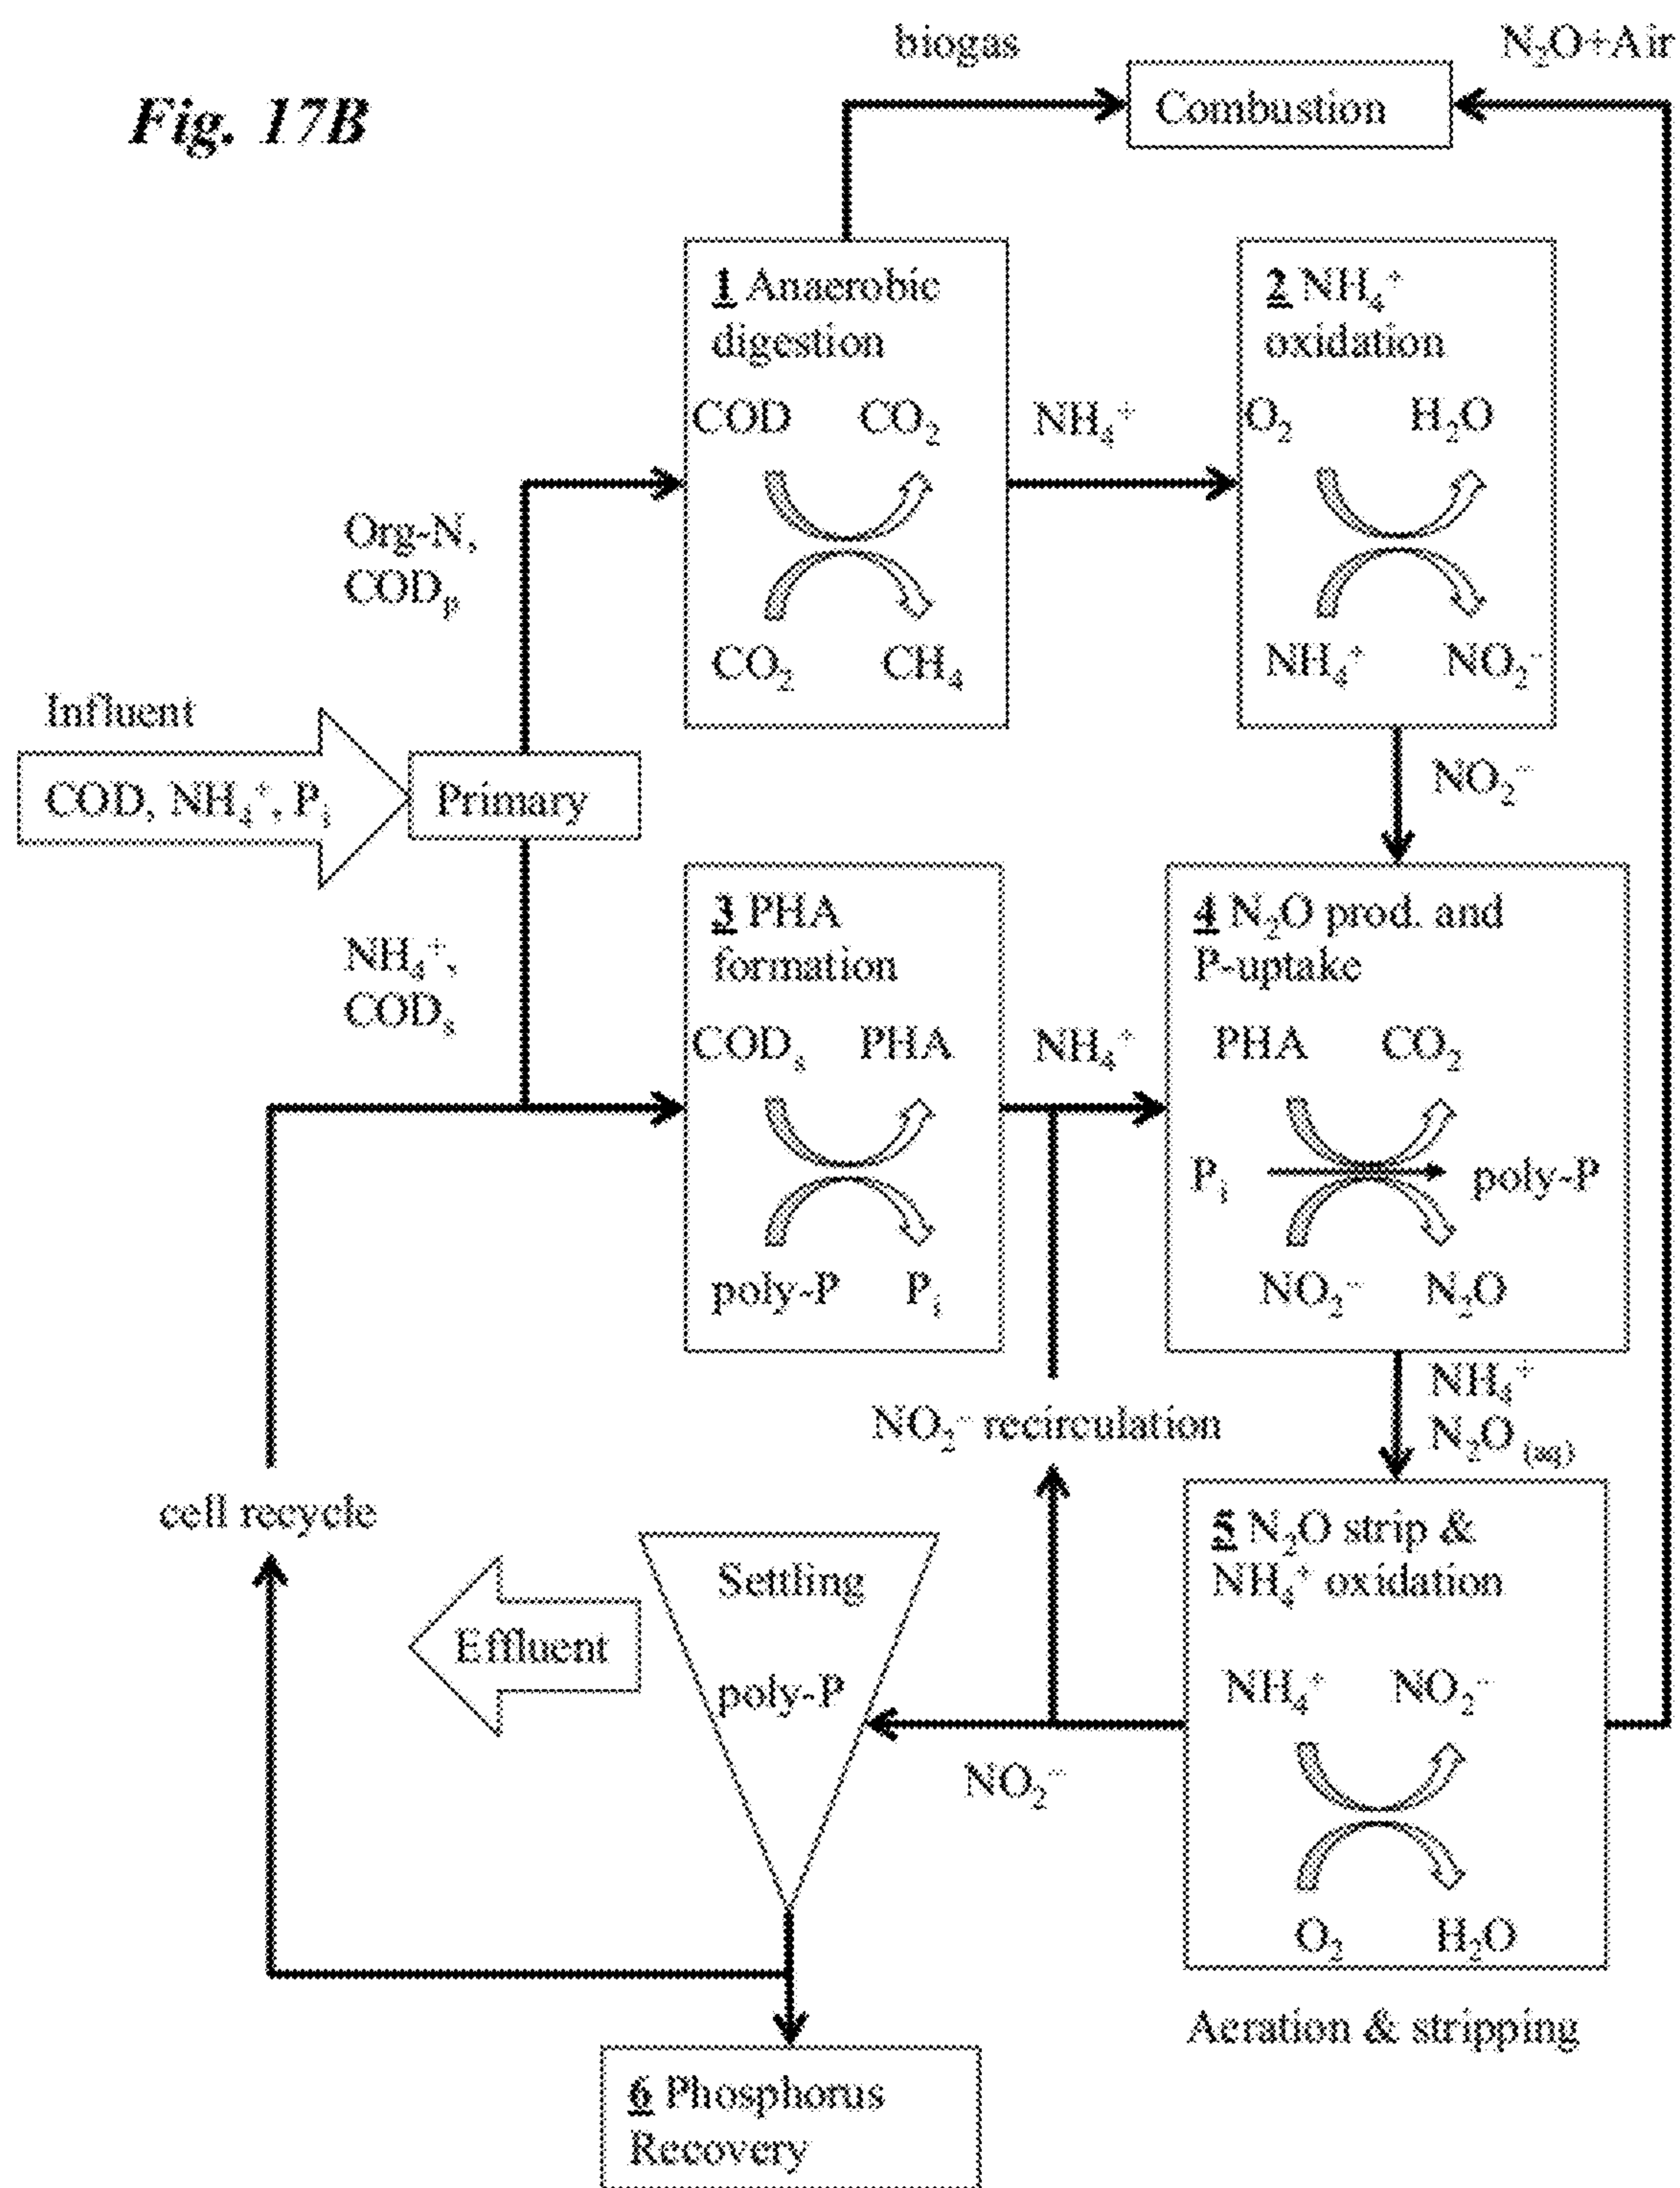 Fig. 17B
biogas
N₂O+Air
Combustion
1 Anaerobic
digestion
COD CO₂
CO₂ CH₄
NH₄⁺
2 NH₄⁺
oxidation
O₂ H₂O
NH₄⁺ NO₂⁻
Org-N,
CODₚ
Influent
COD, NH₄⁺, Pᵢ
Primary
NO₂⁻
NH₄⁺,
CODₛ
3 PHA
formation
CODₛ PHA
poly-P Pᵢ
NH₄⁺
4 N₂O prod. and
P-uptake
PHA CO₂
Pᵢ poly-P
NO₂⁻ N₂O
NH₄⁺
N₂O (aq)
NO₂⁻ recirculation
cell recycle
Effluent
Settling
poly-P
NO₂⁻
5 N₂O strip &
NH₄⁺ oxidation
NH₄⁺ NO₂⁻
O₂ H₂O
Aeration & stripping
6 Phosphorus
Recovery